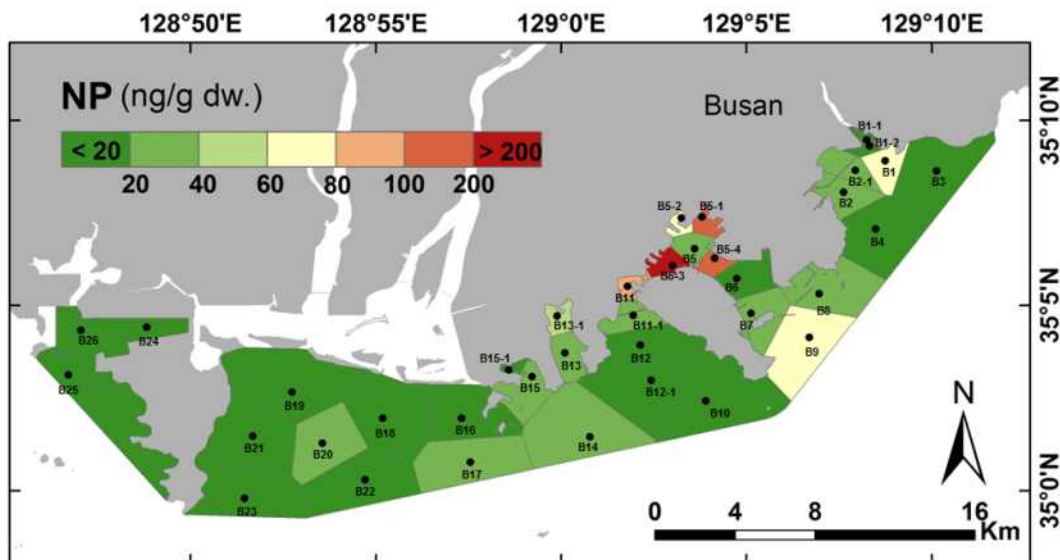 128°50'E 128°55'E 129°0'E 129°5'E 129°10'E
NP (ng/g dw.)
< 20 > 200
20 40 60 80 100 200
Busan
35°10'N
35°5'N
35°0'N
B1-1
B1-2
B1
B2-1
B3
B2
B5-2
B5-1
B4
B5
B5-4
B5-3
B6
B11
B8
B13-1
B11-1
B7
B26
B24
B9
B12
B13
B15-1
B25
B15
B12-1
B19
B10
B18
B16
B21
B20
B14
B17
B22
B23
N
0 4 8 16
Km